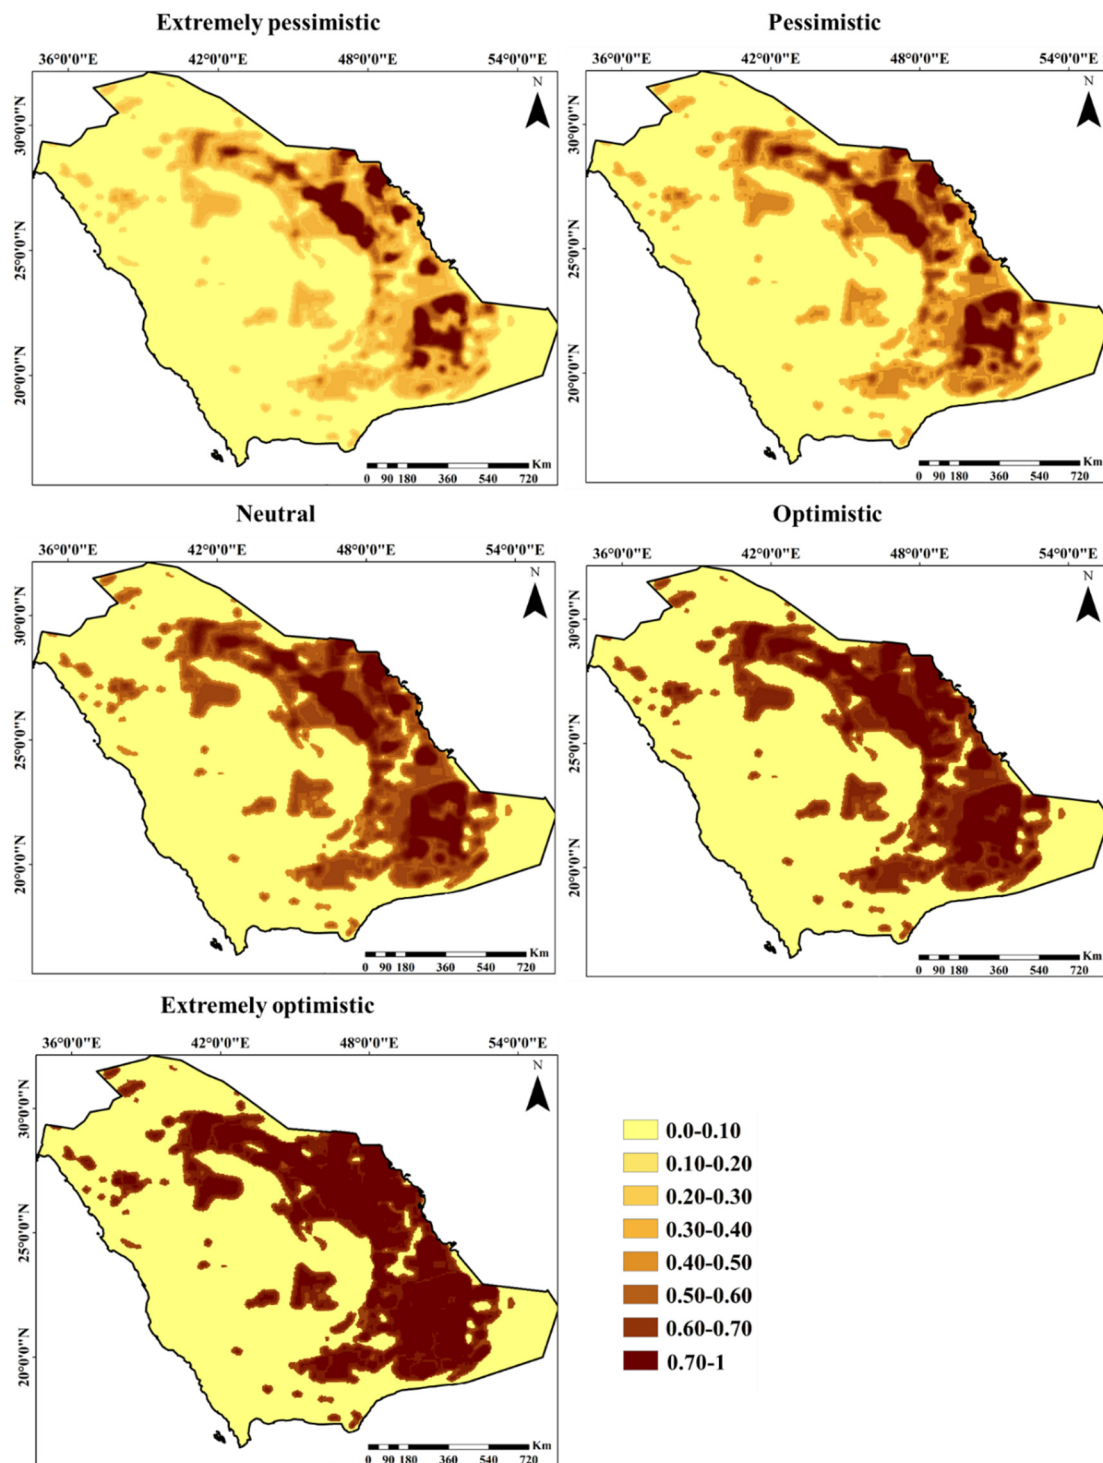 Extremely pessimistic
Pessimistic
36°0'0"E 42°0'0"E 48°0'0"E 54°0'0"E
36°0'0"E 42°0'0"E 48°0'0"E 54°0'0"E
30°0'0"N
25°0'0"N
20°0'0"N
N
Km
0 90 180 360 540 720
30°0'0"N
25°0'0"N
20°0'0"N
N
Km
0 90 180 360 540 720
Neutral
Optimistic
36°0'0"E 42°0'0"E 48°0'0"E 54°0'0"E
36°0'0"E 42°0'0"E 48°0'0"E 54°0'0"E
30°0'0"N
25°0'0"N
20°0'0"N
N
Km
0 90 180 360 540 720
30°0'0"N
25°0'0"N
20°0'0"N
N
Km
0 90 180 360 540 720
Extremely optimistic
36°0'0"E 42°0'0"E 48°0'0"E 54°0'0"E
30°0'0"N
25°0'0"N
20°0'0"N
N
Km
0 90 180 360 540 720
0.0-0.10
0.10-0.20
0.20-0.30
0.30-0.40
0.40-0.50
0.50-0.60
0.60-0.70
0.70-1